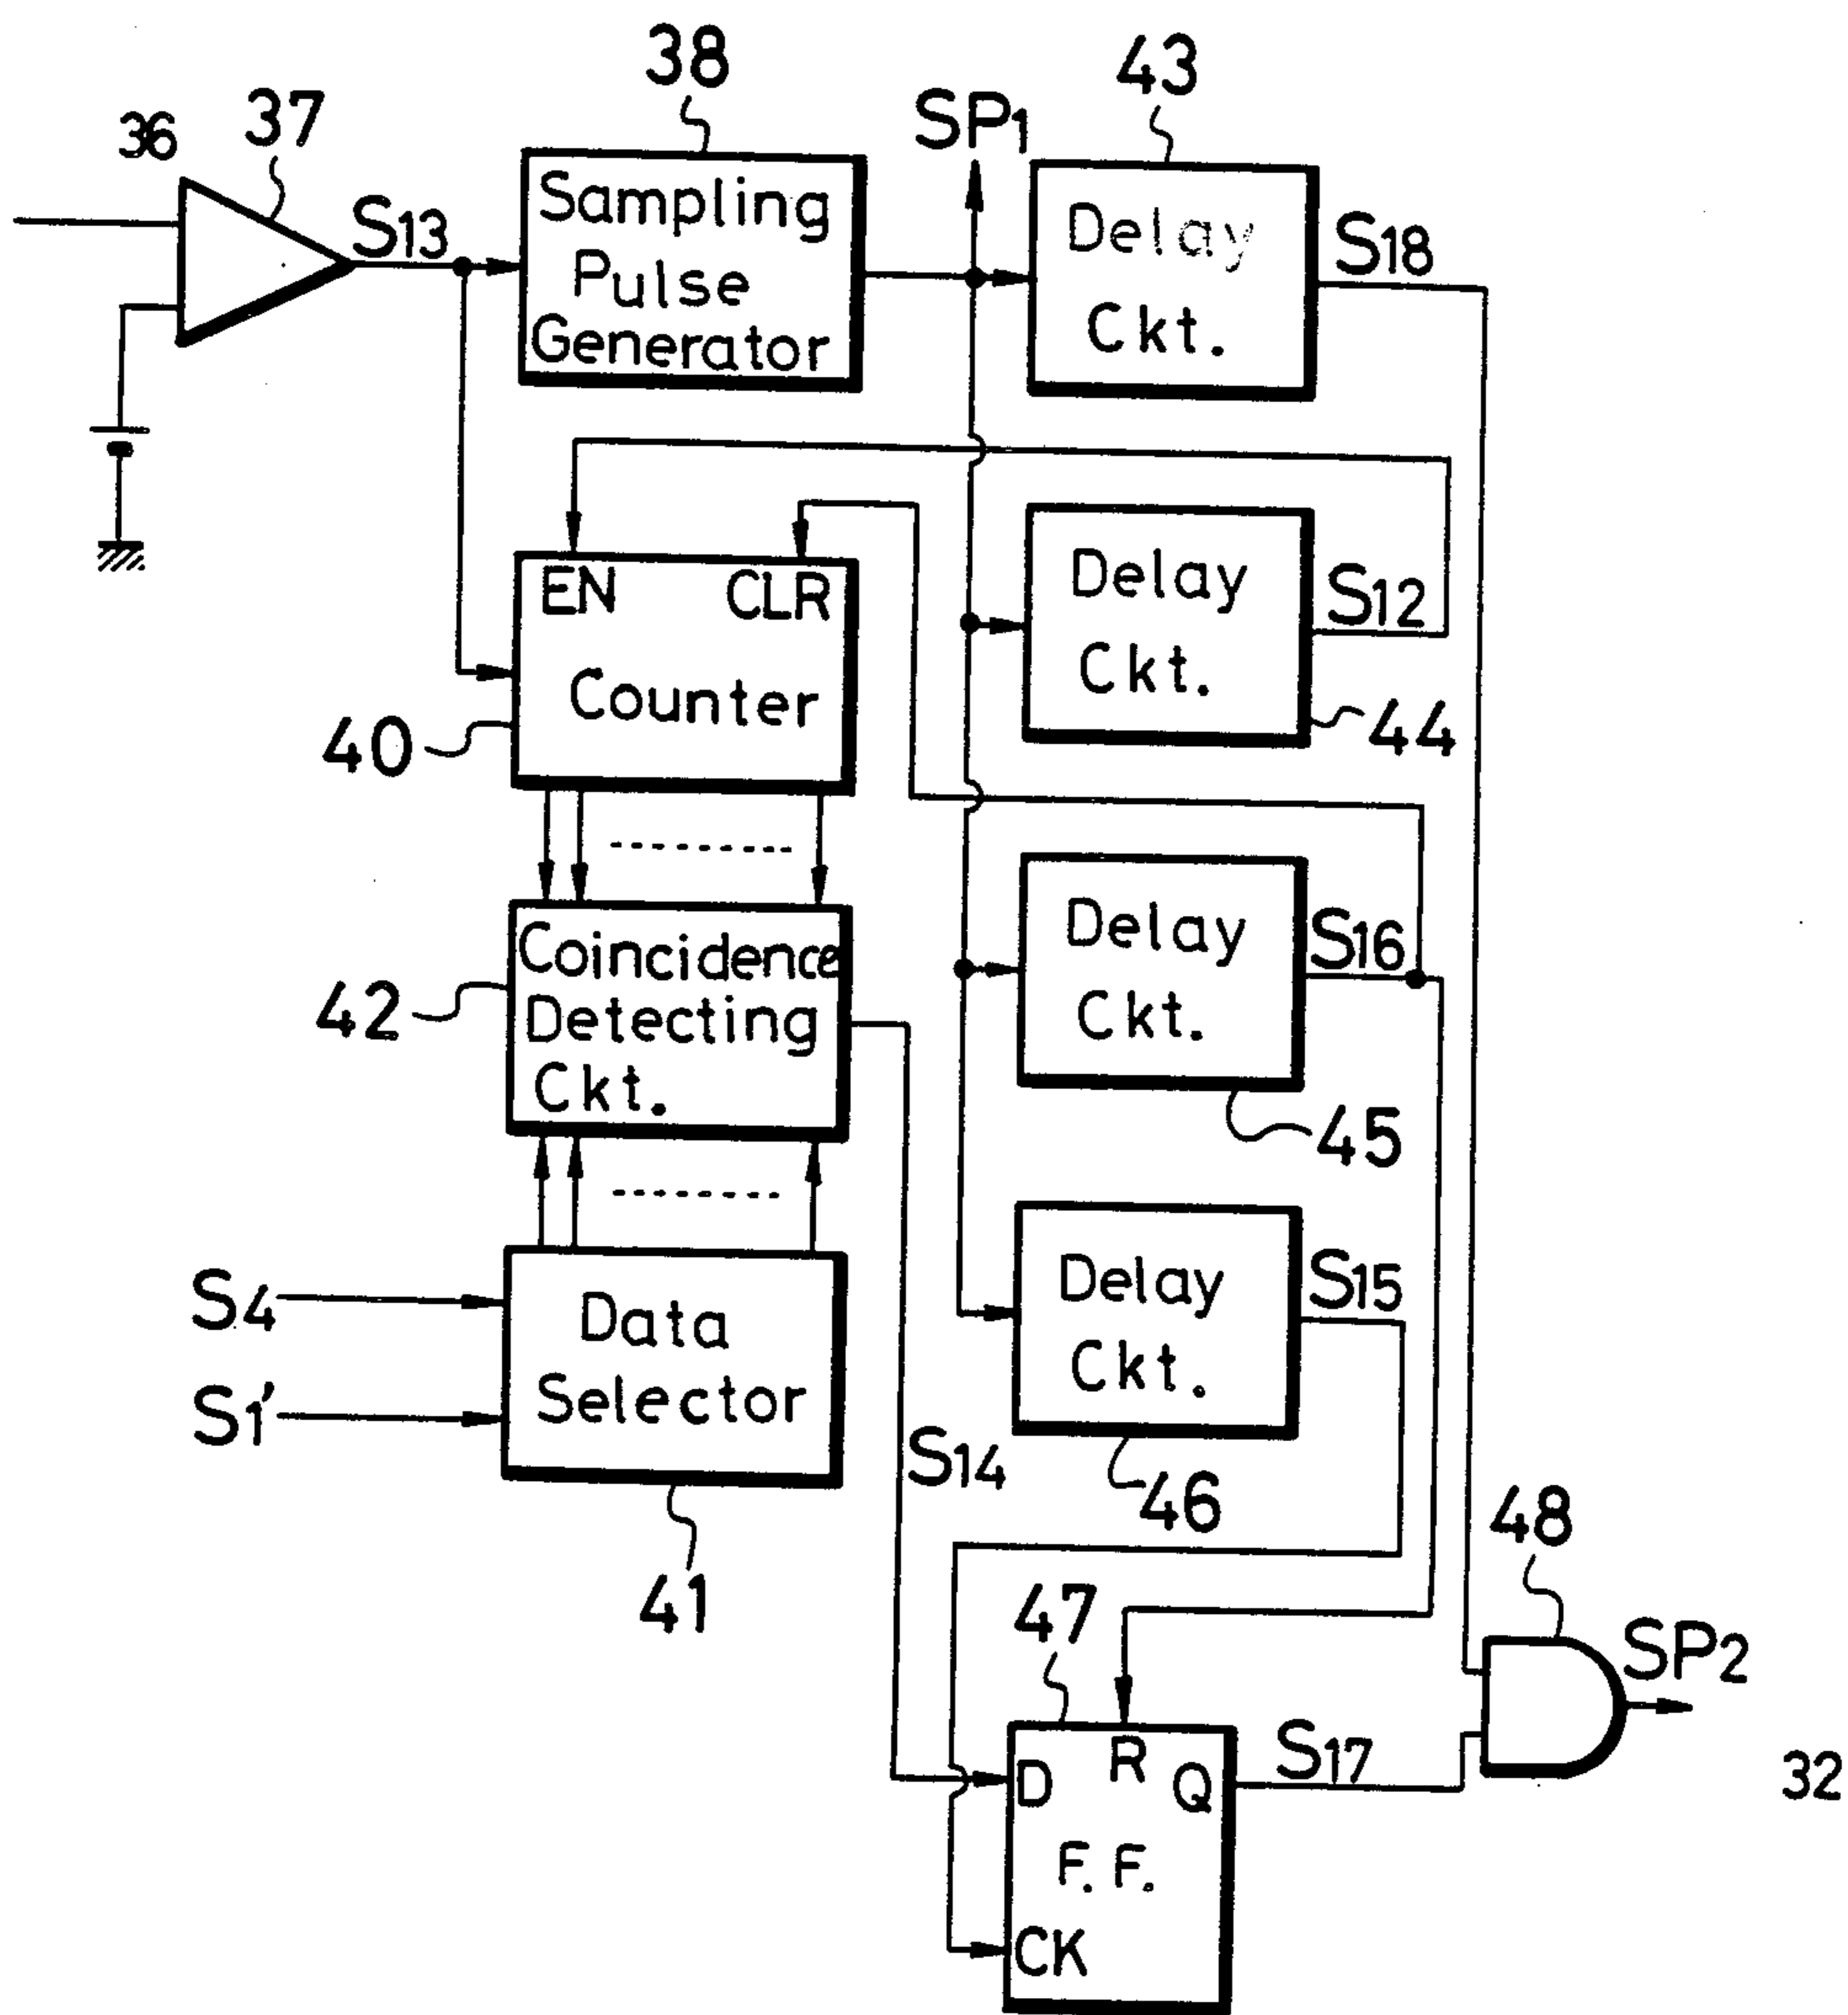 38
43
36
37
SP1
S13
Sampling
Pulse
Generator
Delay
Ckt.
S18
EN CLR
Counter
40
Delay
Ckt.
S12
44
Coincidence
Detecting
Ckt.
42
Delay
Ckt.
S16
45
S4
S1'
Data
Selector
41
Delay
Ckt.
S15
46
S14
47
48
SP2
D R Q
F.F.
CK
S17
32